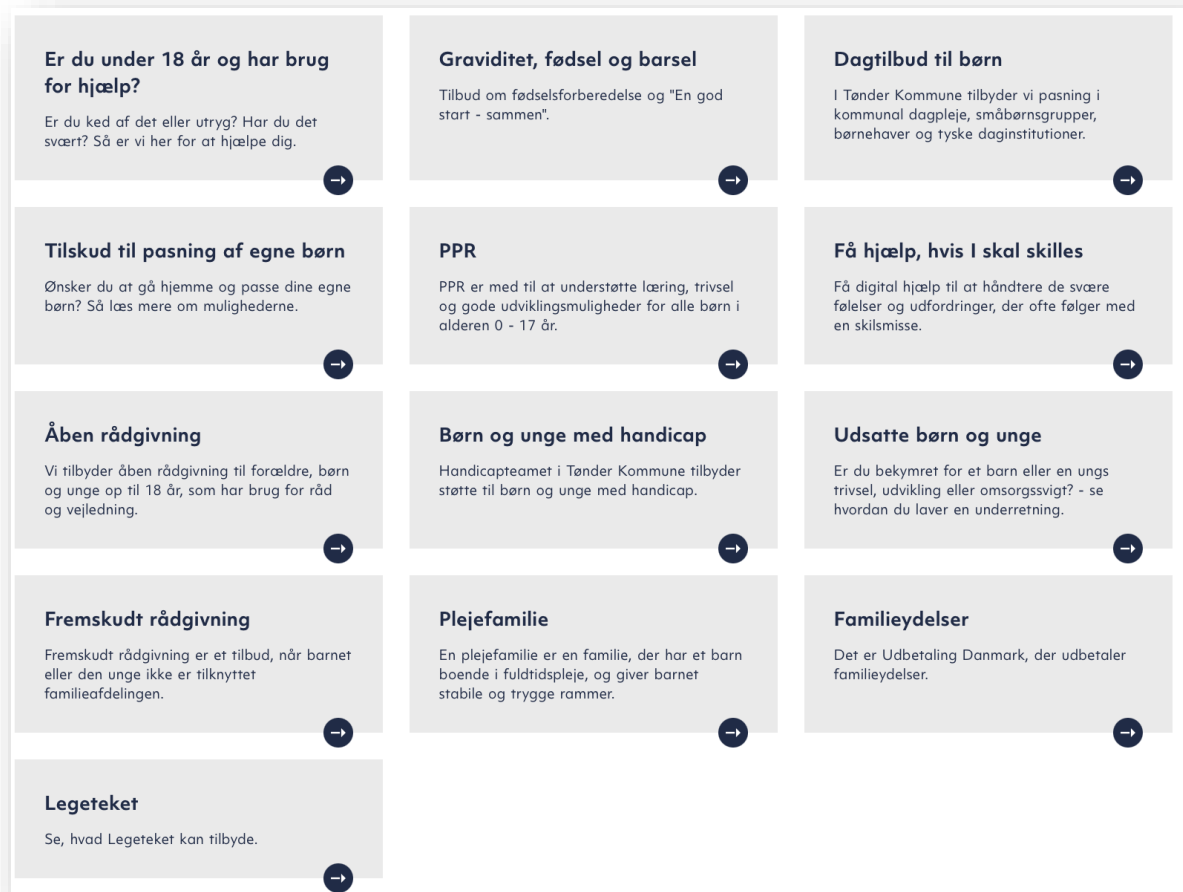 Er du under 18 år og har brug
for hjælp?
Er du ked af det eller utryg? Har du det
svært? Så er vi her for at hjælpe dig.
Graviditet, fødsel og barsel
Tilbud om fødselsforberedelse og "En god
start - sammen".
Dagtilbud til børn
I Tønder Kommune tilbyder vi pasning i
kommunal dagpleje, småbørnsgrupper,
børnehaver og tyske daginstitutioner.
Tilskud til pasning af egne børn
Ønsker du at gå hjemme og passe dine egne
børn? Så læs mere om mulighederne.
PPR
PPR er med til at understøtte læring, trivsel
og gode udviklingsmuligheder for alle børn i
alderen 0 - 17 år.
Få hjælp, hvis I skal skilles
Få digital hjælp til at håndtere de svære
følelser og udfordringer, der ofte følger med
en skilsmisse.
Åben rådgivning
Vi tilbyder åben rådgivning til forældre, børn
og unge op til 18 år, som har brug for råd
og vejledning.
Børn og unge med handicap
Handicapteamet i Tønder Kommune tilbyder
støtte til børn og unge med handicap.
Udsatte børn og unge
Er du bekymret for et barn eller en ungs
trivsel, udvikling eller omsorgssvigt? - se
hvordan du laver en underretning.
Fremskudt rådgivning
Fremskudt rådgivning er et tilbud, når barnet
eller den unge ikke er tilknyttet
familieafdelingen.
Plejefamilie
En plejefamilie er en familie, der har et barn
boende i fuldtidspleje, og giver barnet
stabile og trygge rammer.
Familieydelser
Det er Udbetaling Danmark, der udbetaler
familieydelser.
Legeteket
Se, hvad Legeteket kan tilbyde.